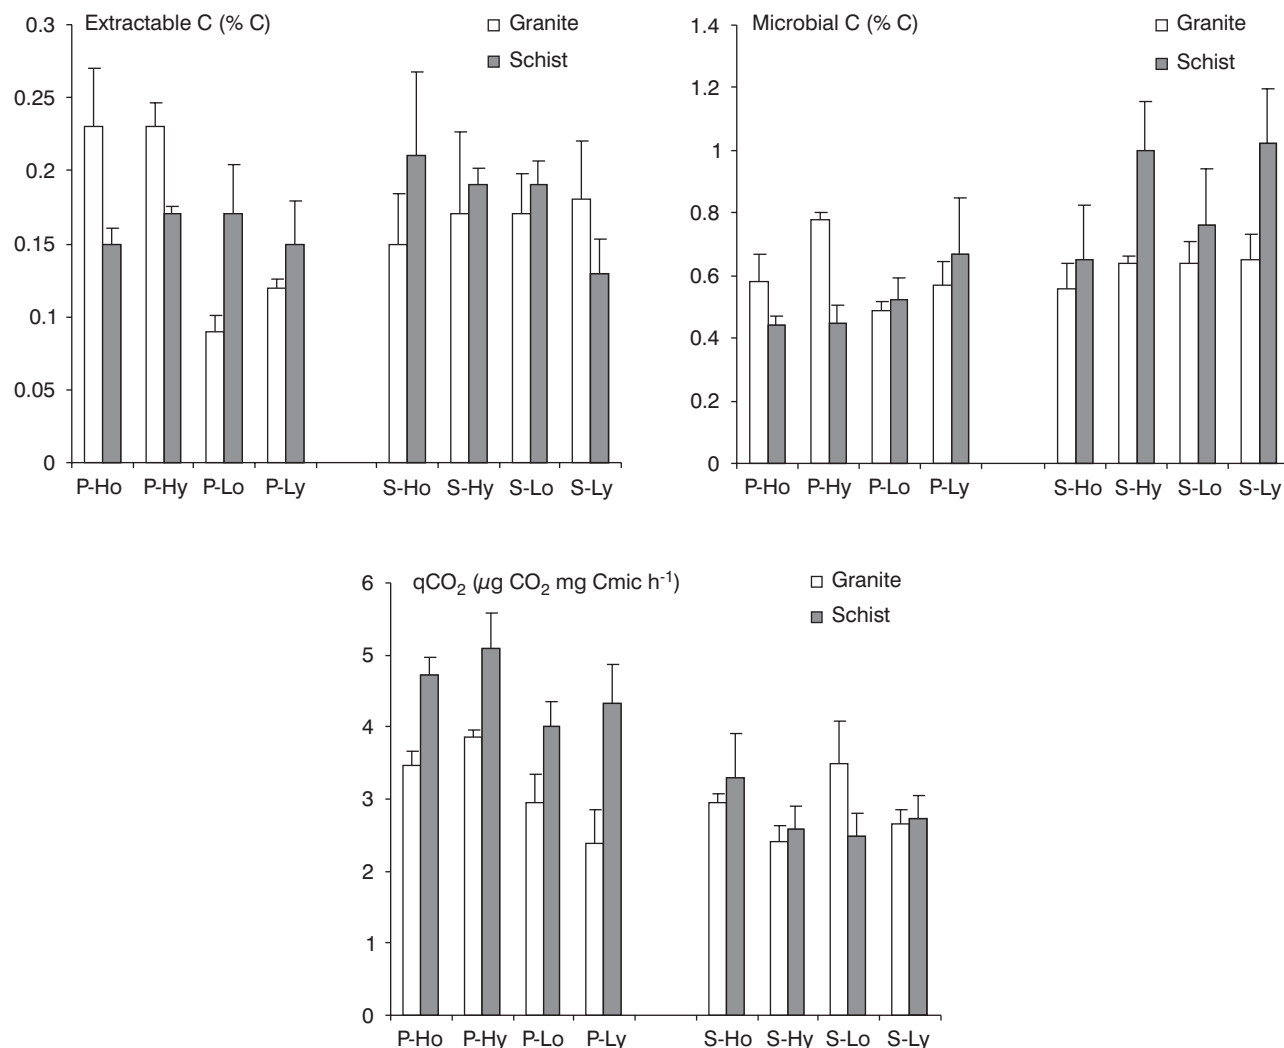 Extractable C (% C)
Granite
Schist
0.3
0.25
0.2
0.15
0.1
0.05
0
P-Ho P-Hy P-Lo P-Ly S-Ho S-Hy S-Lo S-Ly
Microbial C (% C)
Granite
Schist
1.4
1.2
1
0.8
0.6
0.4
0.2
0
P-Ho P-Hy P-Lo P-Ly S-Ho S-Hy S-Lo S-Ly
qCO2 (µg CO2 mg Cmic h-1)
Granite
Schist
6
5
4
3
2
1
0
P-Ho P-Hy P-Lo P-Ly S-Ho S-Hy S-Lo S-Ly